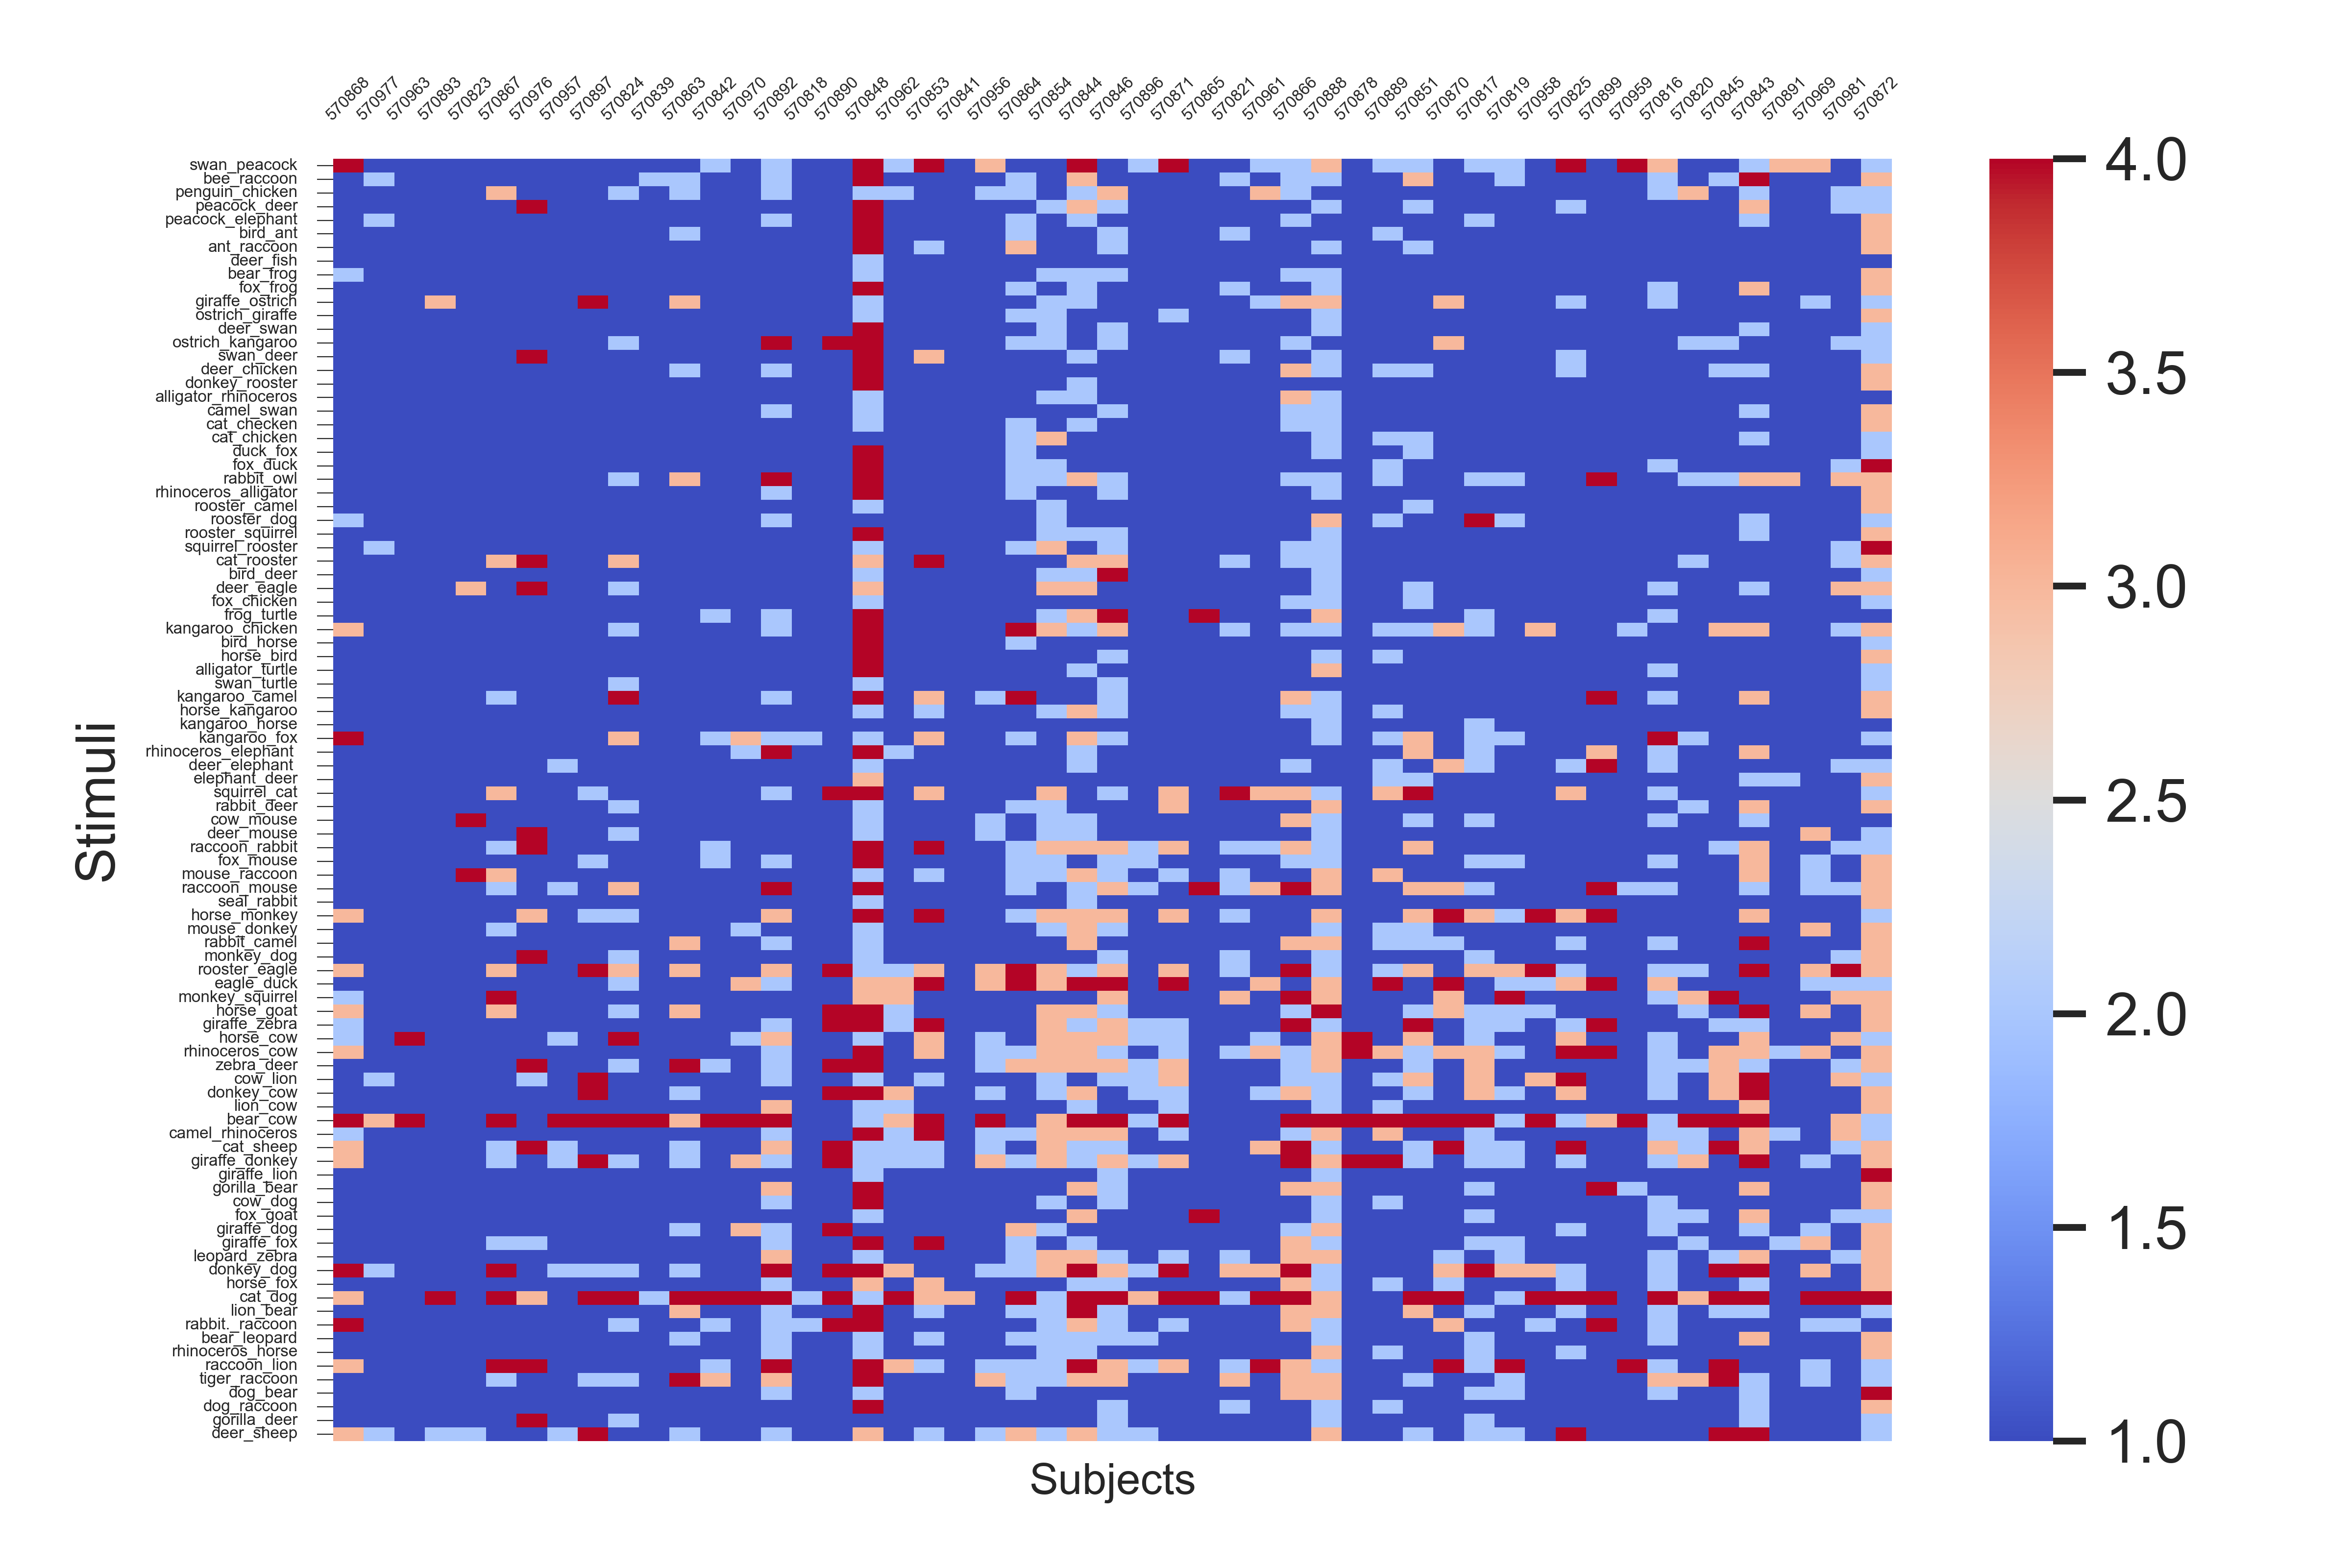 570868 570977 570963 570893 570823 570867 570976 570957 570897 570824 570839 570863 570842 570970 570892 570818 570890 570848 570962 570853 570841 570956 570864 570854 570844 570846 570896 570871 570865 570821 570961 570866 570888 570878 570889 570851 570870 570817 570819 570958 570825 570899 570959 570816 570820 570845 570843 570891 570969 570981 570872
Stimuli
swan_peacock
bee_raccoon
penguin_chicken
peacock_deer
peacock_elephant
bird_ant
ant_raccoon
deer_fish
bear_frog
fox_frog
giraffe_ostrich
ostrich_giraffe
deer_swan
ostrich_kangaroo
swan_deer
deer_chicken
donkey_rooster
alligator_rhinoceros
camel_swan
cat_checken
cat_chicken
duck_fox
fox_duck
rabbit_owl
rhinoceros_alligator
rooster_camel
rooster_dog
rooster_squirrel
squirrel_rooster
cat_rooster
bird_deer
deer_eagle
fox_chicken
frog_turtle
kangaroo_chicken
bird_horse
horse_bird
alligator_turtle
swan_turtle
kangaroo_camel
horse_kangaroo
kangaroo_horse
kangaroo_fox
rhinoceros_elephant
deer_elephant
elephant_deer
squirrel_cat
rabbit_deer
cow_mouse
deer_mouse
raccoon_rabbit
fox_mouse
mouse_raccoon
raccoon_mouse
seal_rabbit
horse_monkey
mouse_donkey
rabbit_camel
monkey_dog
rooster_eagle
eagle_duck
monkey_squirrel
horse_goat
giraffe_zebra
horse_cow
rhinoceros_cow
zebra_deer
cow_lion
donkey_cow
lion_cow
bear_cow
camel_rhinoceros
cat_sheep
giraffe_donkey
giraffe_lion
gorilla_bear
cow_dog
fox_goat
giraffe_dog
giraffe_fox
leopard_zebra
donkey_dog
horse_fox
cat_dog
lion_bear
rabbit._raccoon
bear_leopard
rhinoceros_horse
raccoon_lion
tiger_raccoon
dog_bear
dog_raccoon
gorilla_deer
deer_sheep
Subjects
4.0
3.5
3.0
2.5
2.0
1.5
1.0